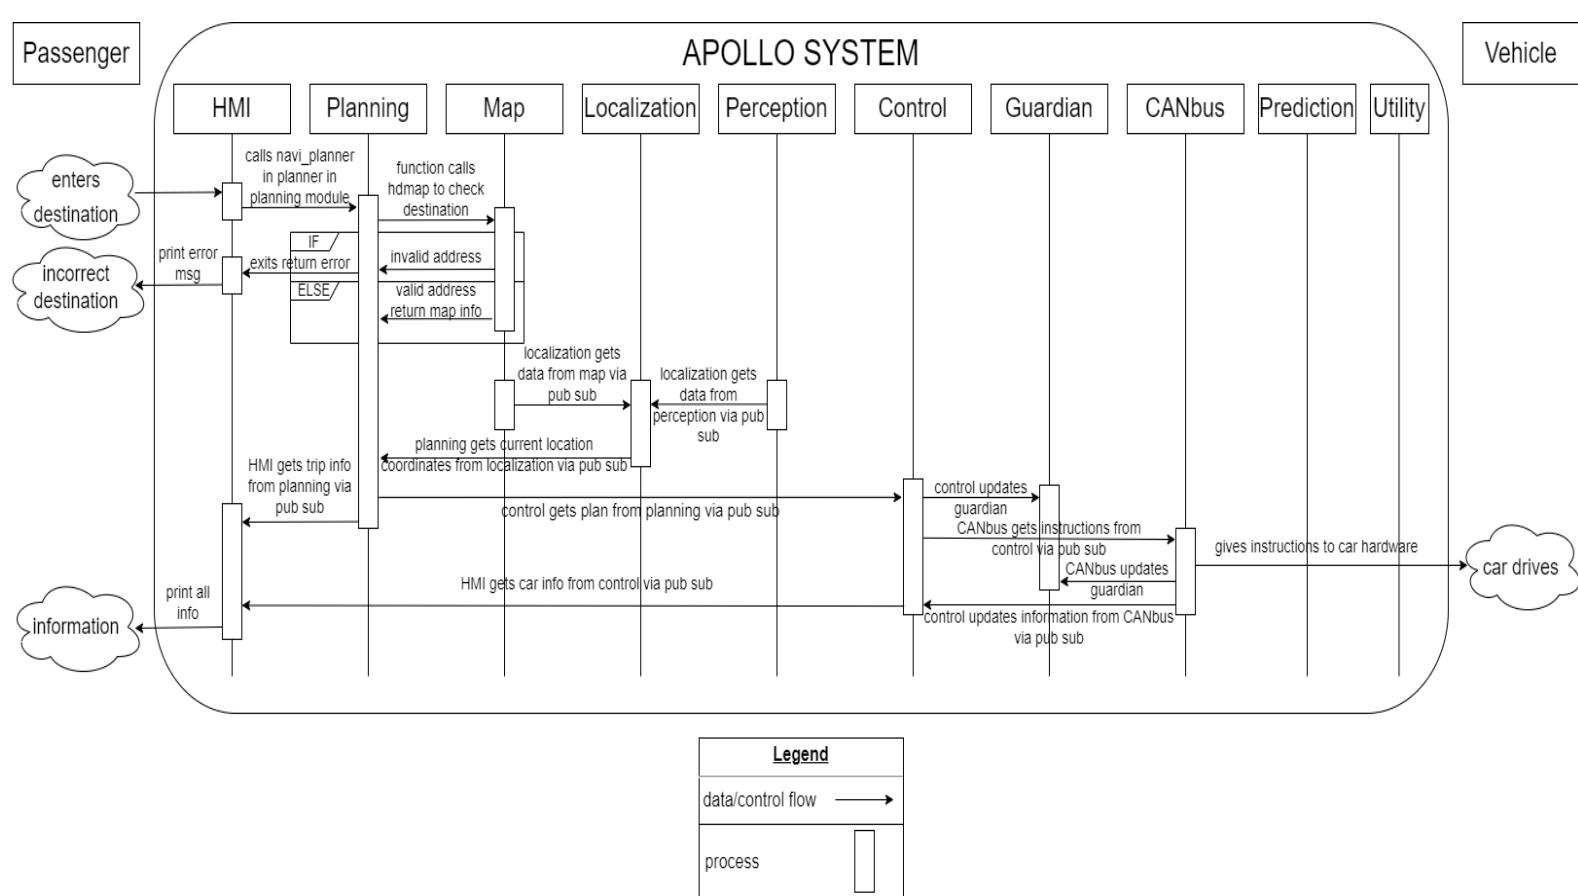 Passenger
APOLLO SYSTEM
Vehicle
HMI
Planning
Map
Localization
Perception
Control
Guardian
CANbus
Prediction
Utility
enters
destination
calls navi_planner
in planner in
planning module
function calls
hdmap to check
destination
IF
invalid address
exits return error
print error
msg
incorrect
destination
ELSE
valid address
return map info
localization gets
data from map via
pub sub
localization gets
data from
perception via pub
sub
planning gets current location
coordinates from localization via pub sub
HMI gets trip info
from planning via
pub sub
control gets plan from planning via pub sub
control updates
guardian
CANbus gets instructions from
control via pub sub
gives instructions to car hardware
car drives
CANbus updates
guardian
HMI gets car info from control via pub sub
control updates information from CANbus
via pub sub
print all
info
information
Legend
data/control flow
process